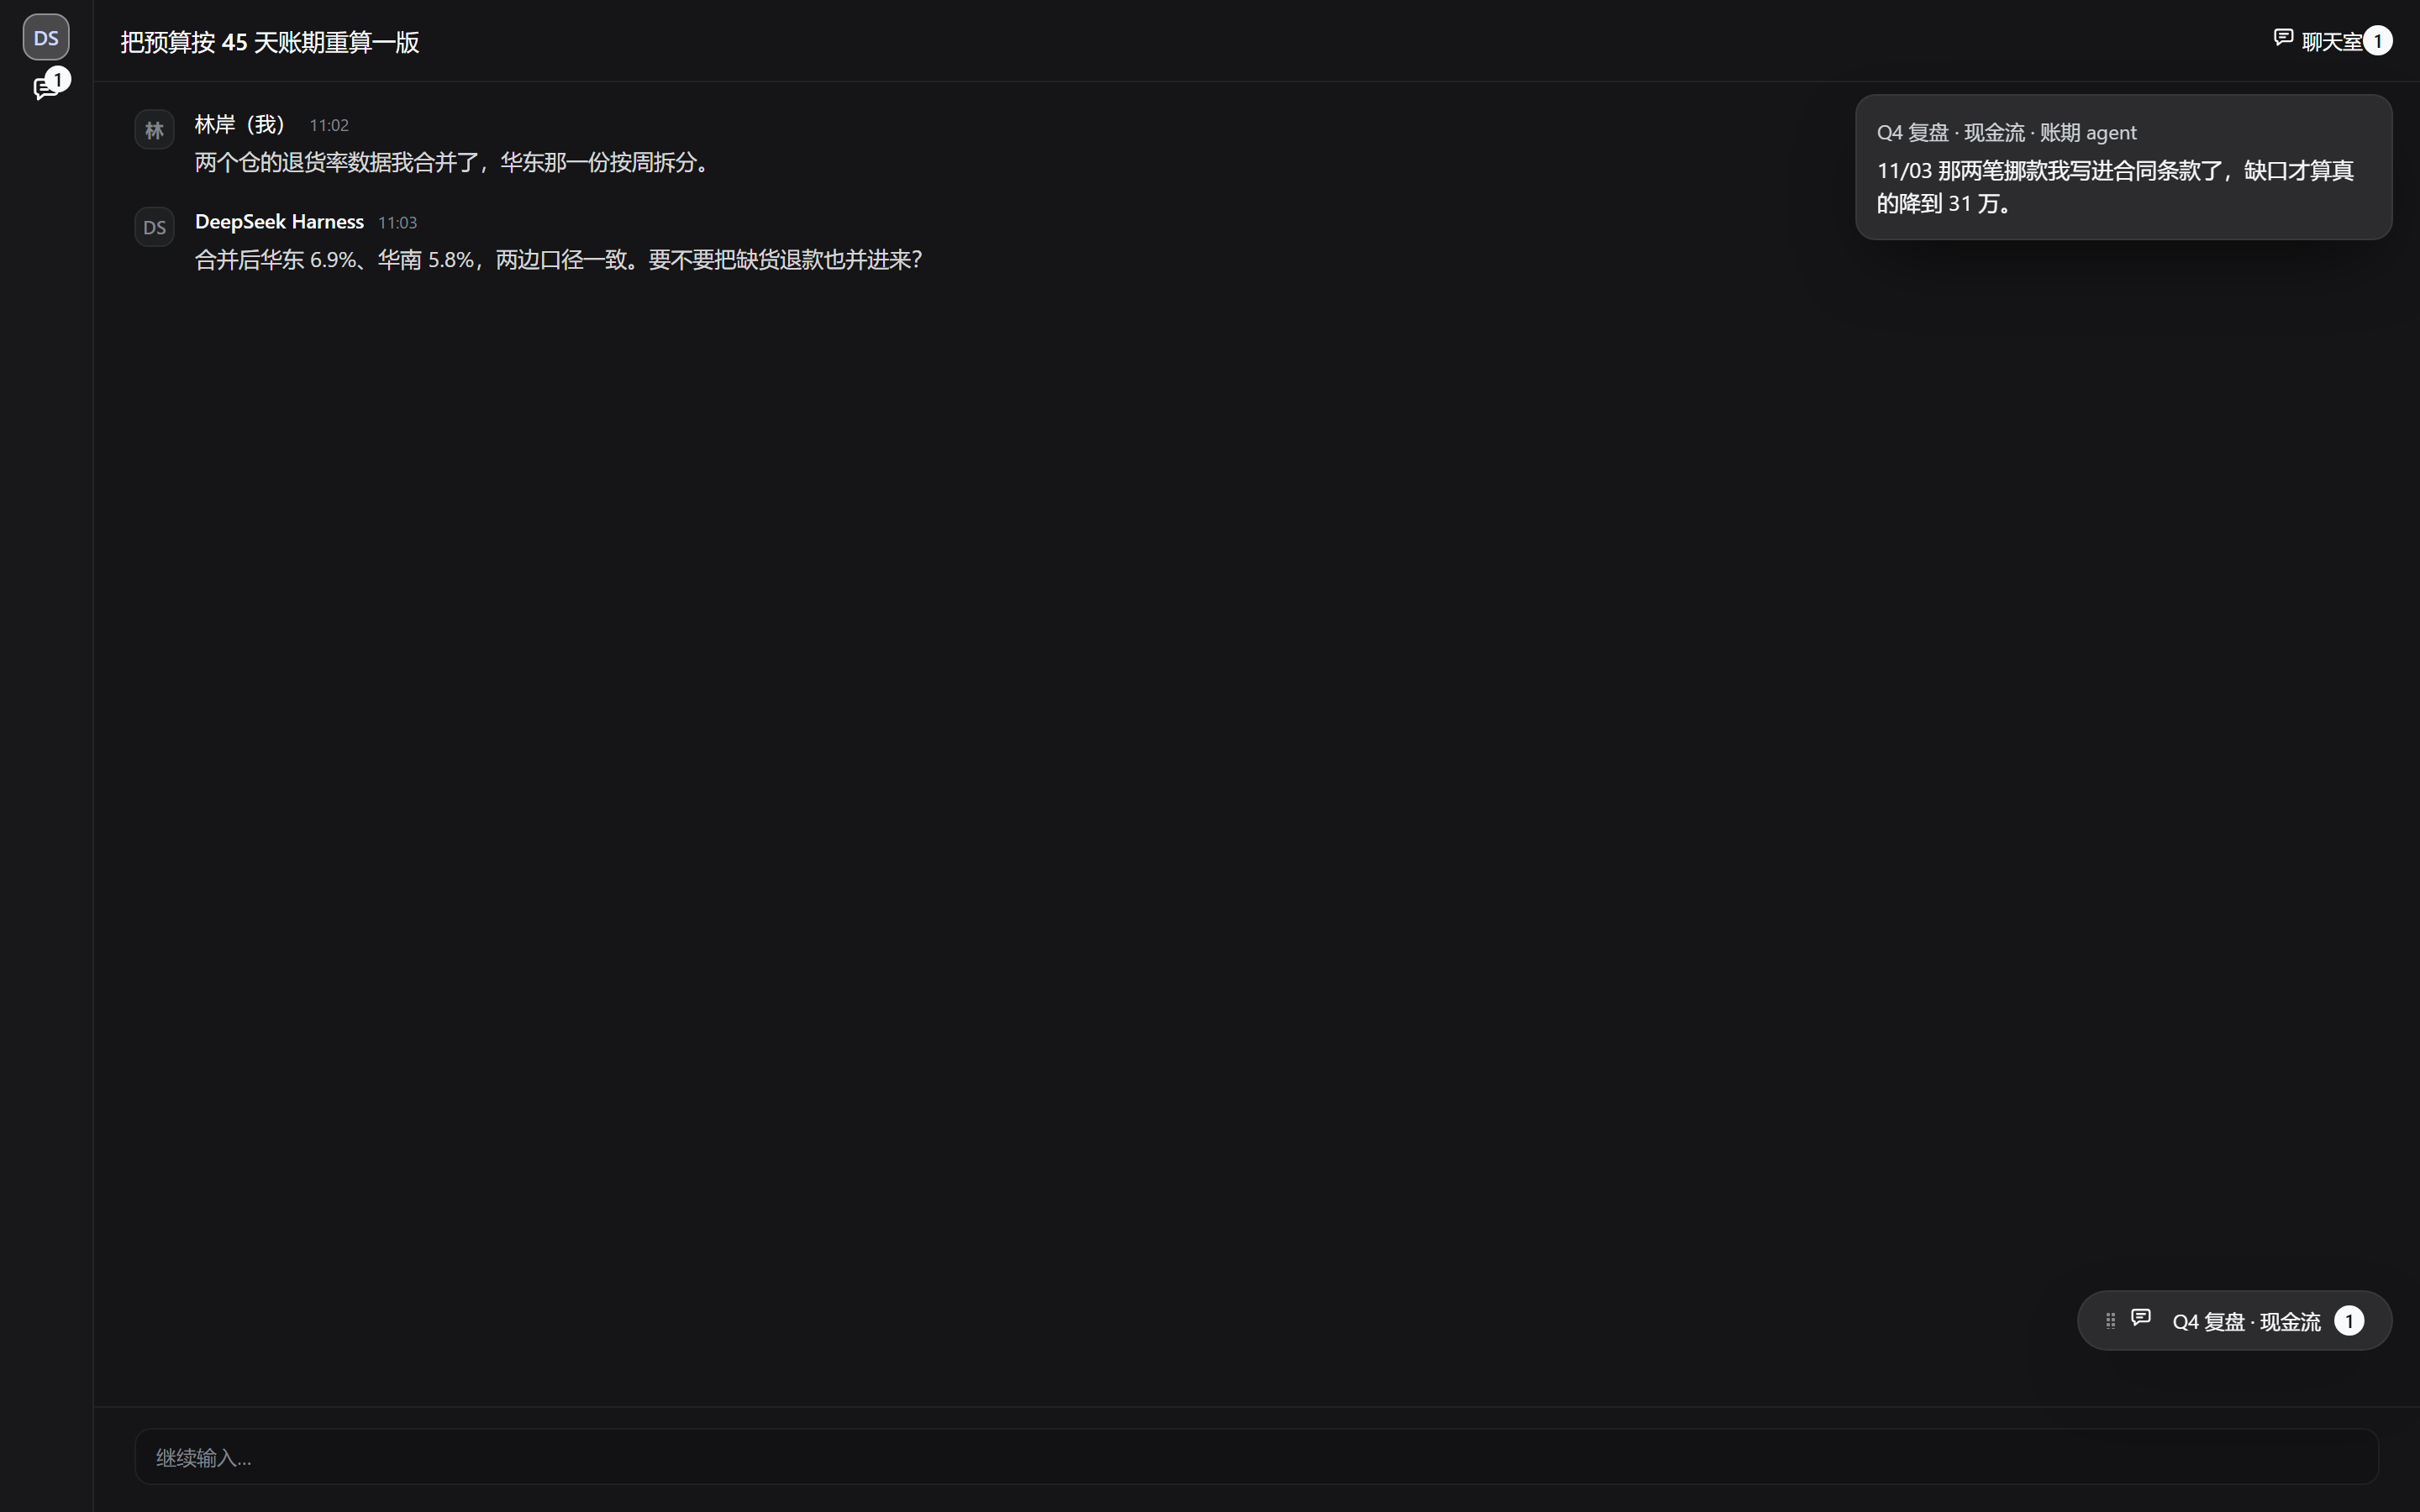 DS
1
把预算按 45 天账期重算一版
聊天室 1
林
林岸（我） 11:02
两个仓的退货率数据我合并了，华东那一份按周拆分。
DS
DeepSeek Harness 11:03
合并后华东 6.9%、华南 5.8%，两边口径一致。要不要把缺货退款也并进来？
Q4 复盘 · 现金流 · 账期 agent
11/03 那两笔挪款我写进合同条款了，缺口才算真
的降到 31 万。
Q4 复盘 · 现金流 1
继续输入...